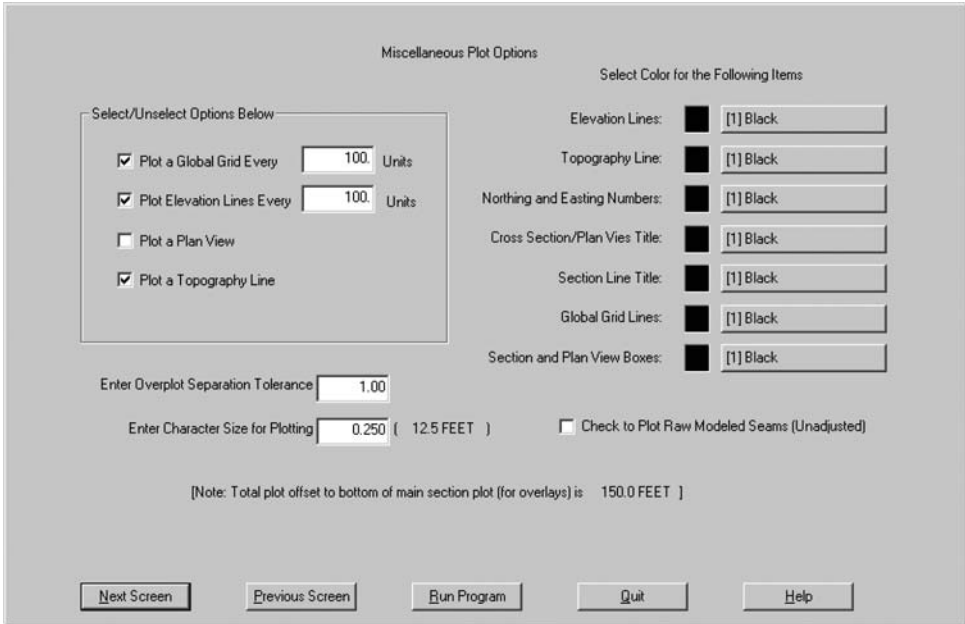 Miscellaneous Plot Options
Select Color for the Following Items
Select/Unselect Options Below
Plot a Global Grid Every 100. Units
Plot Elevation Lines Every 100. Units
Plot a Plan View
Plot a Topography Line
Elevation Lines: [1] Black
Topography Line: [1] Black
Northing and Easting Numbers: [1] Black
Cross Section/Plan Vies Title: [1] Black
Section Line Title: [1] Black
Global Grid Lines: [1] Black
Section and Plan View Boxes: [1] Black
Enter Overplot Separation Tolerance 1.00
Enter Character Size for Plotting 0.250 ( 12.5 FEET )
Check to Plot Raw Modeled Seams (Unadjusted)
[Note: Total plot offset to bottom of main section plot (for overlays) is 150.0 FEET ]
Next Screen Previous Screen Run Program Quit Help